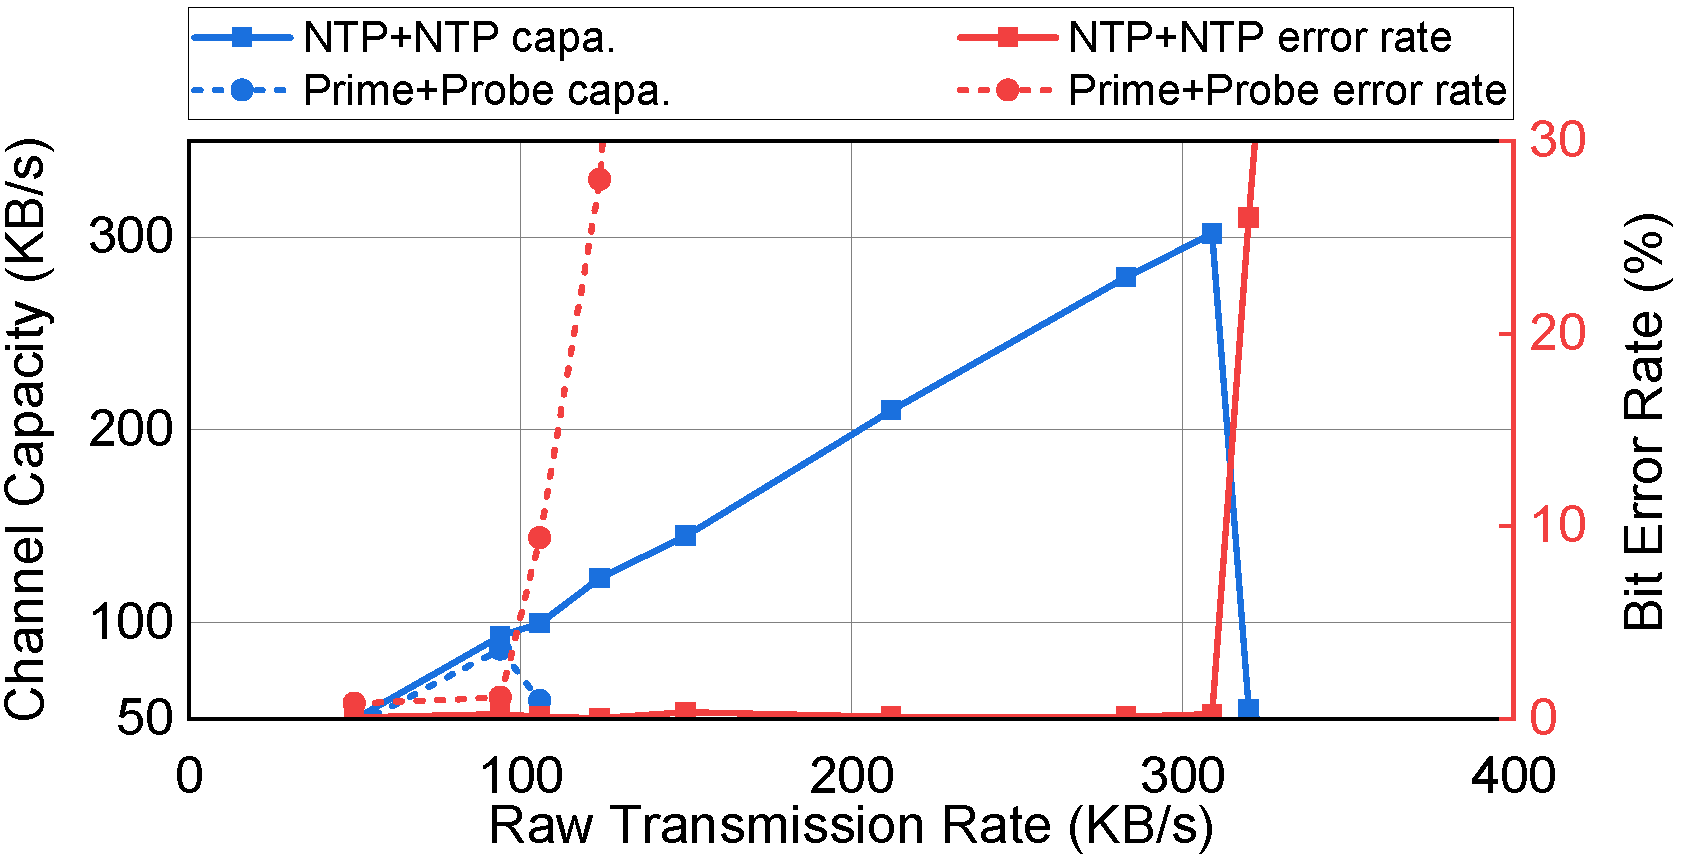 NTP+NTP capa.
NTP+NTP error rate
Prime+Probe capa.
Prime+Probe error rate
Channel Capacity (KB/s)
300
200
100
50
30
20
10
0
Bit Error Rate (%)
0
100
200
300
400
Raw Transmission Rate (KB/s)